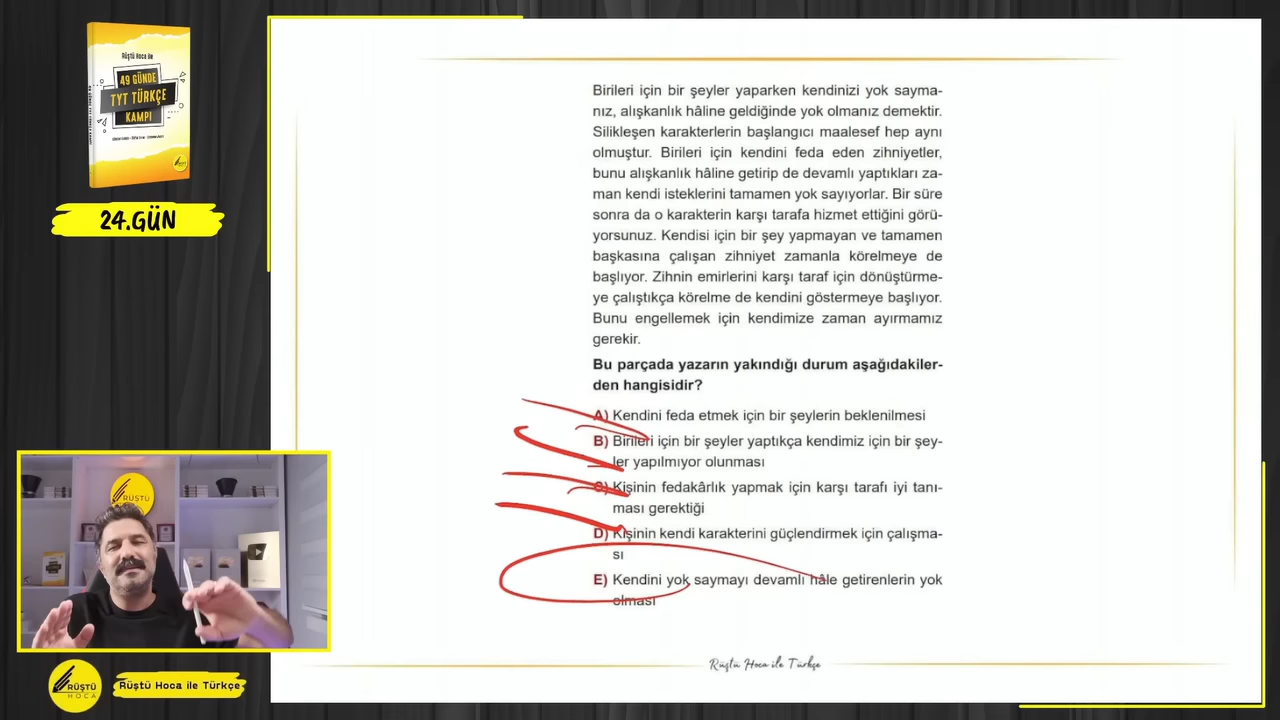 Rüştü Hoca ile
49 GÜNDE
TYT TÜRKÇE
KAMPI
24.GÜN
Birileri için bir şeyler yaparken kendinizi yok sayma-
nız, alışkanlık hâline geldiğinde yok olmanız demektir.
Silikleşen karakterlerin başlangıcı maalesef hep aynı
olmuştur. Birileri için kendini feda eden zihniyetler,
bunu alışkanlık hâline getirip de devamlı yaptıkları za-
man kendi isteklerini tamamen yok sayıyorlar. Bir süre
sonra da o karakterin karşı tarafa hizmet ettiğini görü-
yorsunuz. Kendisi için bir şey yapmayan ve tamamen
başkasına çalışan zihniyet zamanla körelmeye de
başlıyor. Zihnin emirlerini karşı taraf için dönüştürme-
ye çalıştıkça körelme de kendini göstermeye başlıyor.
Bunu engellemek için kendimize zaman ayırmamız
gerekir.
Bu parçada yazarın yakındığı durum aşağıdakiler-
den hangisidir?
A) Kendini feda etmek için bir şeylerin beklenilmesi
B) Birileri için bir şeyler yaptıkça kendimiz için bir şey-
ler yapılmıyor olunması
C) Kişinin fedakârlık yapmak için karşı tarafı iyi tanı-
ması gerektiği
D) Kişinin kendi karakterini güçlendirmek için çalışma-
sı
E) Kendini yok saymayı devamlı hâle getirenlerin yok
olması
Rüştü Hoca ile Türkçe
RÜŞTÜ
RÜŞTÜ
HOCA
Rüştü Hoca ile Türkçe